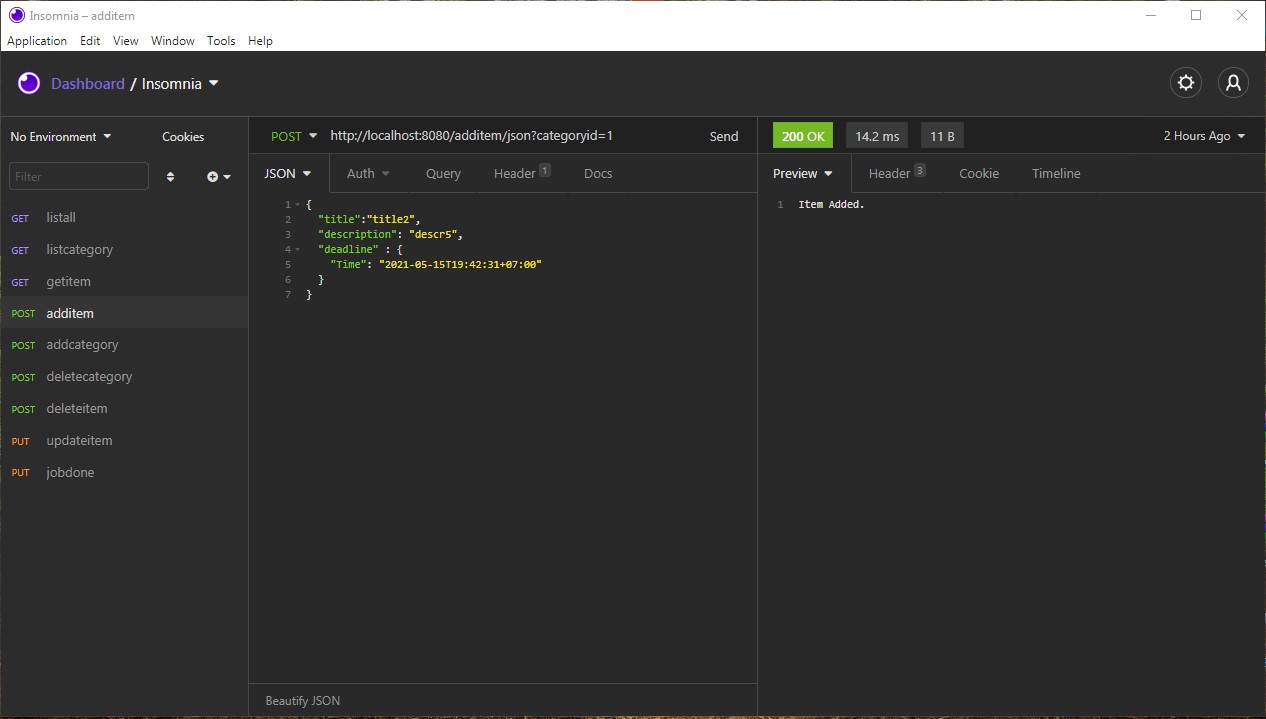 Insomnia – additem
Application Edit View Window Tools Help
Dashboard / Insomnia
No Environment Cookies
Filter
GET listall
GET listcategory
GET getitem
POST additem
POST addcategory
POST deletecategory
POST deleteitem
PUT updateitem
PUT jobdone
POST http://localhost:8080/additem/json?categoryid=1 Send
JSON Auth Query Header 1 Docs
1 {
2 "title":"title2",
3 "description": "descr5",
4 "deadline" : {
5 "Time": "2021-05-15T19:42:31+07:00"
6 }
7 }
Beautify JSON
200 OK 14.2 ms 11 B 2 Hours Ago
Preview Header 3 Cookie Timeline
1 Item Added.